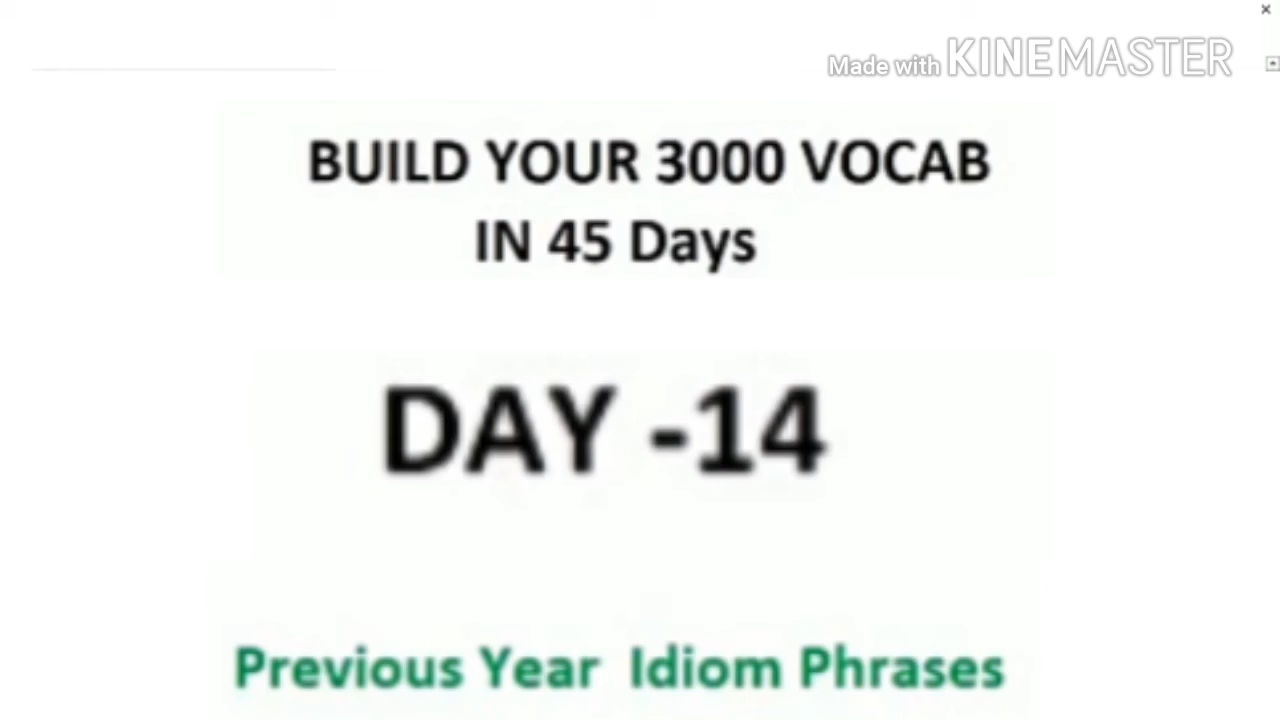 Made with KINEMASTER
BUILD YOUR 3000 VOCAB
IN 45 Days
DAY -14
Previous Year Idiom Phrases